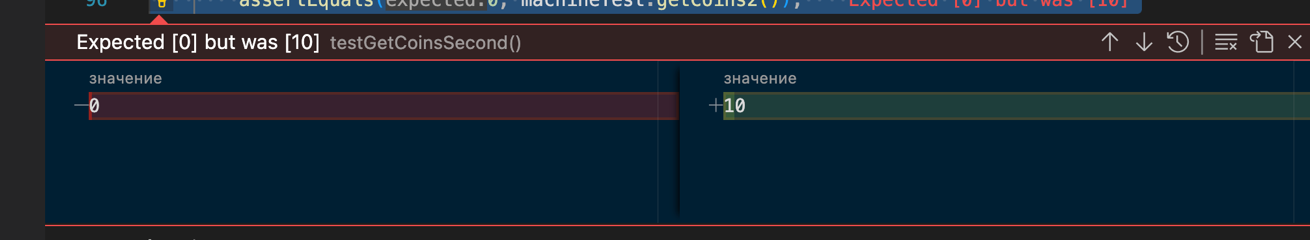 96 assertEquals(expected:0, machineTest.getCoins2()); Expected [0] but was [10]
Expected [0] but was [10] testGetCoinsSecond()
значение значение
0 10